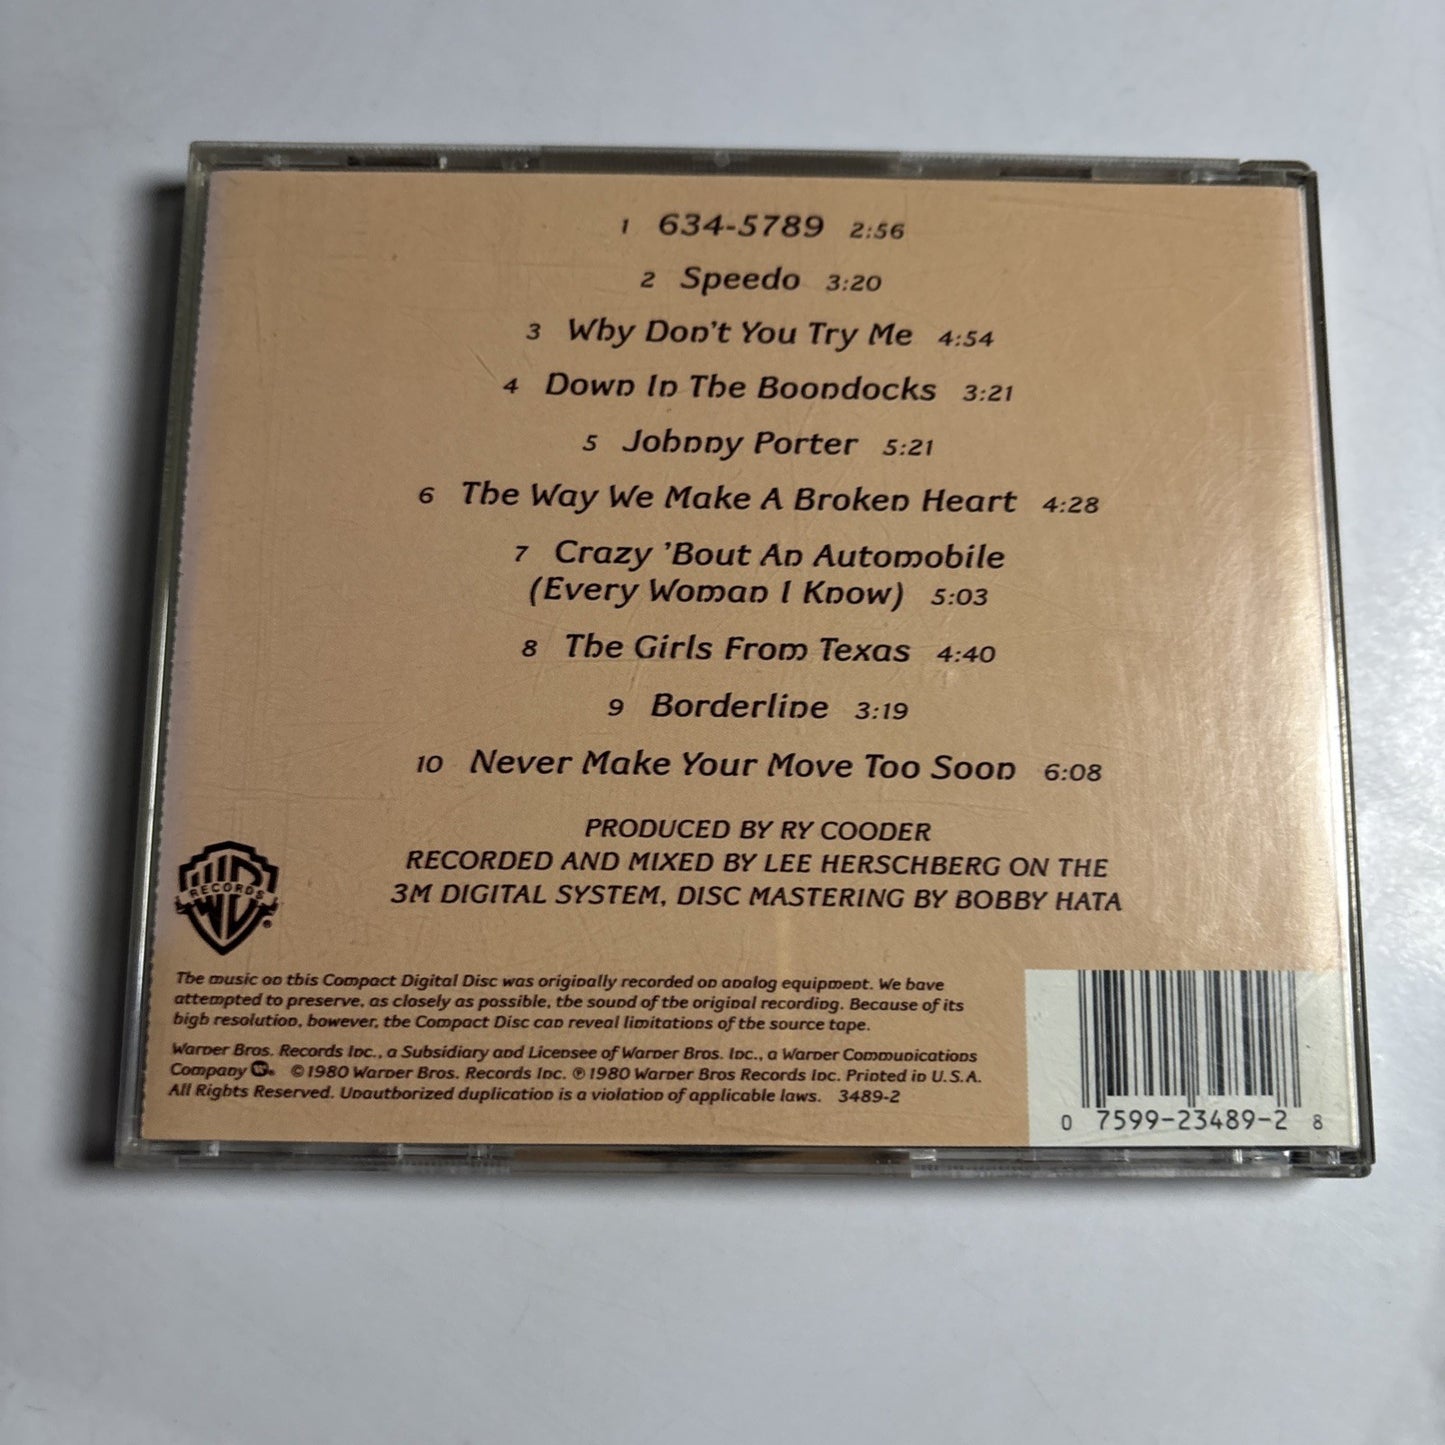 1 634-5789 2:56
2 Speedo 3:20
3 Why Don't You Try Me 4:54
4 Down In The Boondocks 3:21
5 Johnny Porter 5:21
6 The Way We Make A Broken Heart 4:28
7 Crazy 'Bout An Automobile
(Every Woman I Know) 5:03
8 The Girls From Texas 4:40
9 Borderline 3:19
10 Never Make Your Move Too Soon 6:08
PRODUCED BY RY COODER
RECORDED AND MIXED BY LEE HERSCHBERG ON THE
3M DIGITAL SYSTEM, DISC MASTERING BY BOBBY HATA
RECORDS ®
The music on this Compact Digital Disc was originally recorded on analog equipment. We have
attempted to preserve, as closely as possible, the sound of the original recording. Because of its
high resolution, however, the Compact Disc can reveal limitations of the source tape.
Warner Bros. Records Inc., a Subsidiary and Licensee of Warner Bros. Inc., a Warner Communications
Company ©1980 Warner Bros. Records Inc. ℗1980 Warner Bros Records Inc. Printed in U.S.A.
All Rights Reserved. Unauthorized duplication is a violation of applicable laws. 3489-2
0 7599-23489-2 8